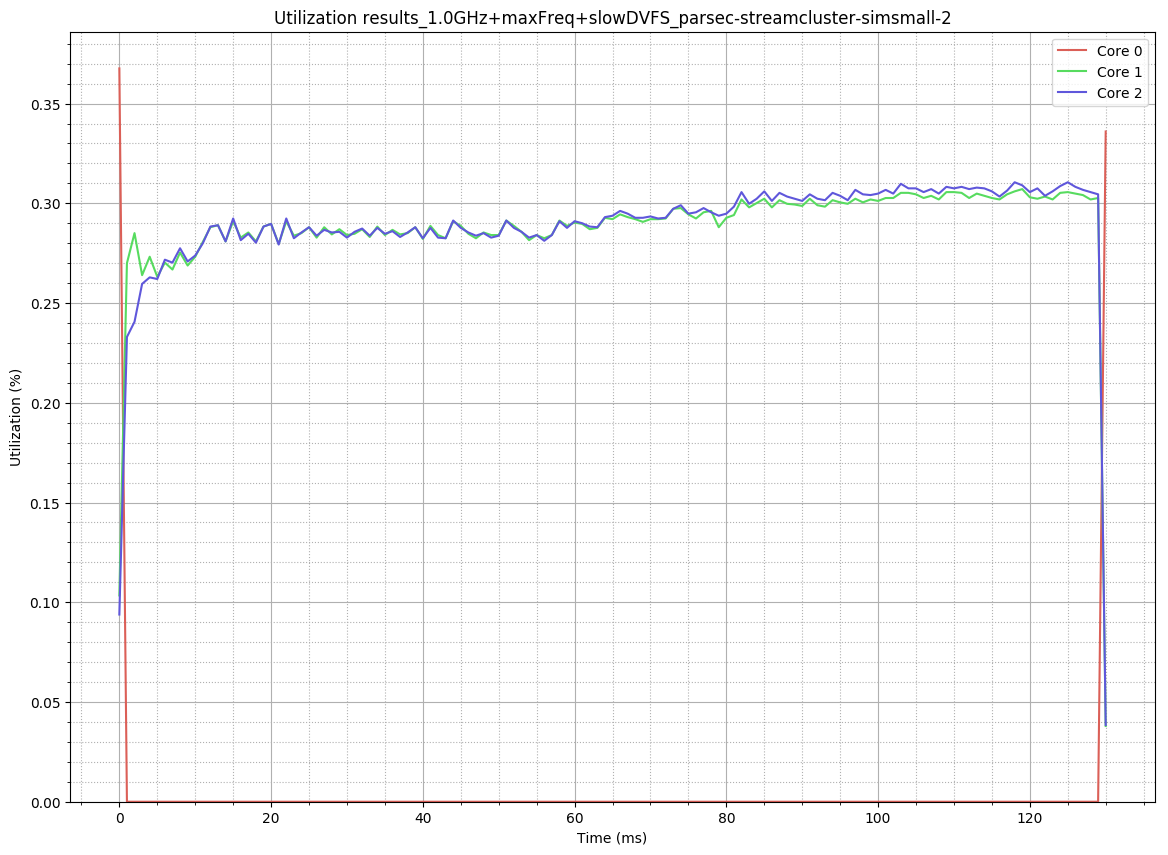 Utilization results_1.0GHz+maxFreq+slowDVFS_parsec-streamcluster-simsmall-2
Core 0
Core 1
Core 2
0.35
0.30
0.25
0.20
0.15
0.10
0.05
0.00
Utilization (%)
0 20 40 60 80 100 120
Time (ms)